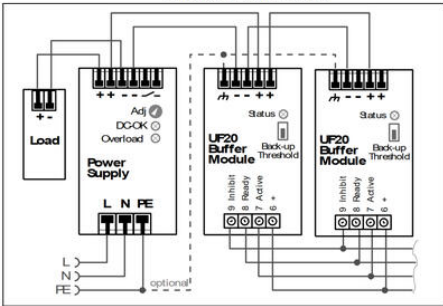 + + - -
- - + +
- - + +
+ -
Load
Adj
DC-OK
Overload
Power
Supply
L N PE
Status
UF20
Buffer
Module
Back-up
Threshold
9 Inhibit
8 Ready
7 Active
6 +
Status
UF20
Buffer
Module
Back-up
Threshold
9 Inhibit
8 Ready
7 Active
6 +
L
N
PE
optional